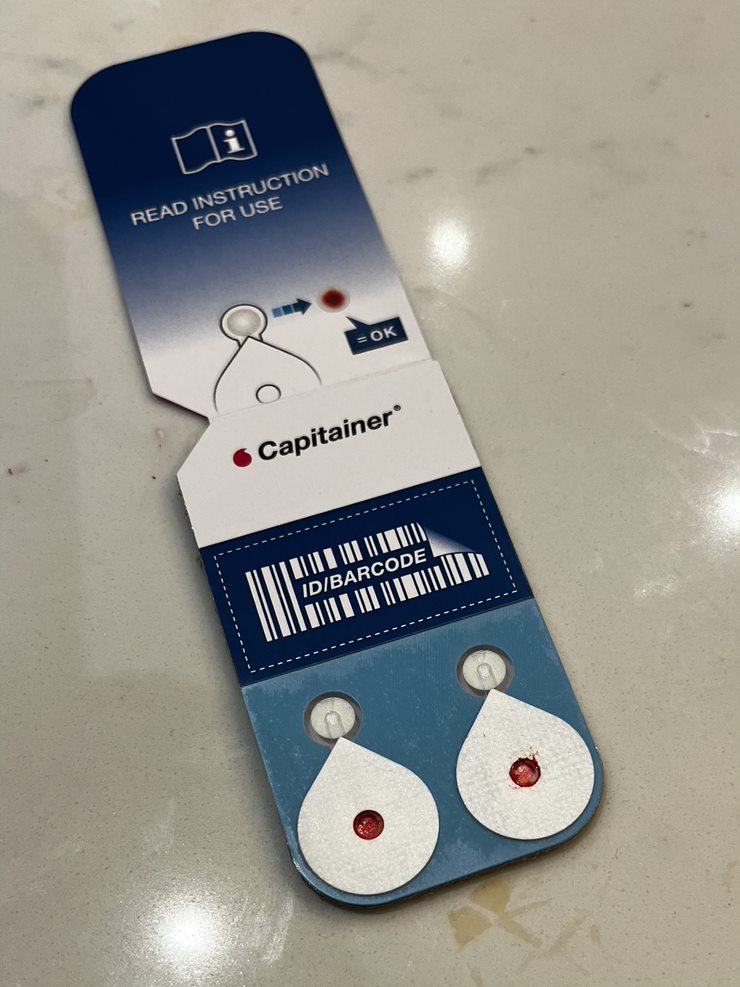 i
READ INSTRUCTION
FOR USE
= OK
Capitainer®
ID/BARCODE